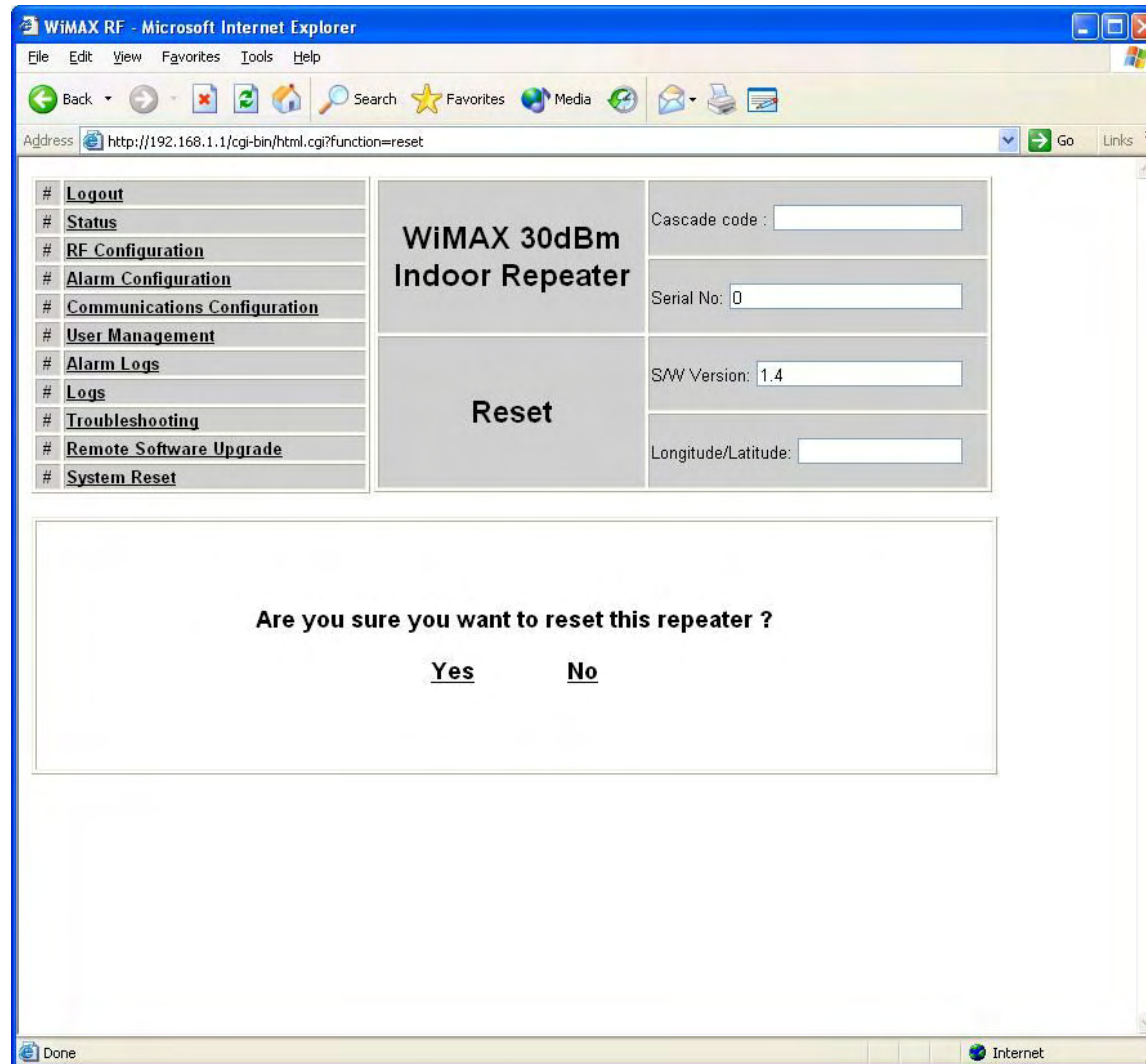 WiMAX RF - Microsoft Internet Explorer
File Edit View Favorites Tools Help
Back Search Favorites Media
Address http://192.168.1.1/cgi-bin/html.cgi?function=reset Go Links
# Logout
# Status
# RF Configuration
# Alarm Configuration
# Communications Configuration
# User Management
# Alarm Logs
# Logs
# Troubleshooting
# Remote Software Upgrade
# System Reset
WiMAX 30dBm
Indoor Repeater
Reset
Cascade code :
Serial No: 0
S/W Version: 1.4
Longitude/Latitude:
Are you sure you want to reset this repeater ?
Yes No
Done Internet